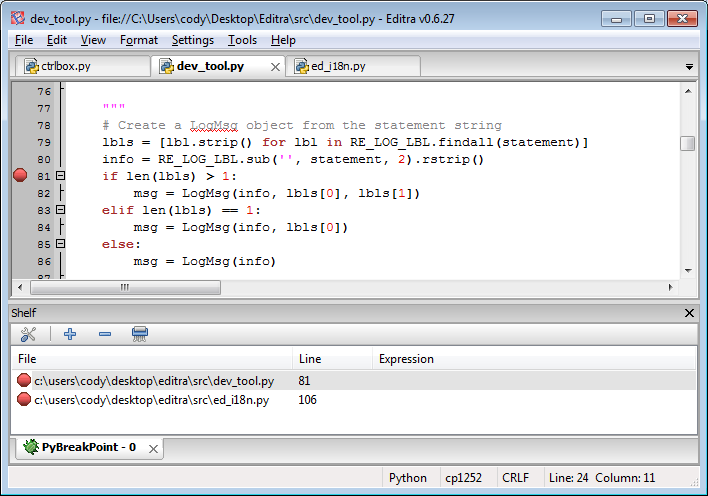 dev_tool.py - file://C:\Users\cody\Desktop\Editra\src\dev_tool.py - Editra v0.6.27
File Edit View Format Settings Tools Help
ctrlbox.py dev_tool.py ed_i18n.py
76
77 """
78 # Create a LogMsg object from the statement string
79 lbls = [lbl.strip() for lbl in RE_LOG_LBL.findall(statement)]
80 info = RE_LOG_LBL.sub('', statement, 2).rstrip()
81 if len(lbls) > 1:
82 msg = LogMsg(info, lbls[0], lbls[1])
83 elif len(lbls) == 1:
84 msg = LogMsg(info, lbls[0])
85 else:
86 msg = LogMsg(info)
87
Shelf
File Line Expression
c:\users\cody\desktop\editra\src\dev_tool.py 81
c:\users\cody\desktop\editra\src\ed_i18n.py 106
PyBreakPoint - 0
Python cp1252 CRLF Line: 24 Column: 11